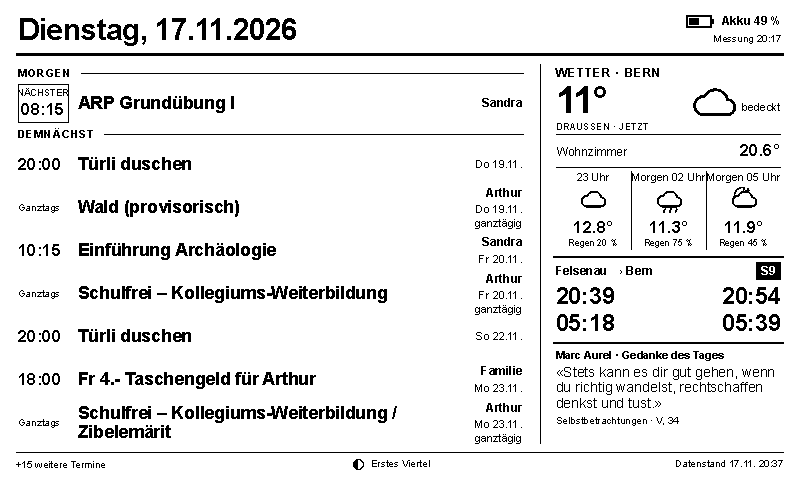 Dienstag, 17.11.2026
Akku 49 %
Messung 20:17
MORGEN
NÄCHSTER
08:15 ARP Grundübung I Sandra
DEMNÄCHST
20:00 Türli duschen Do 19.11.
Ganztags Wald (provisorisch) Arthur
Do 19.11.
ganztägig
10:15 Einführung Archäologie Sandra
Fr 20.11.
Ganztags Schulfrei – Kollegiums-Weiterbildung Arthur
Fr 20.11.
ganztägig
20:00 Türli duschen So 22.11.
18:00 Fr 4.- Taschengeld für Arthur Familie
Mo 23.11.
Ganztags Schulfrei – Kollegiums-Weiterbildung /
Zibelemärit
Arthur
Mo 23.11.
ganztägig
WETTER · BERN
11° bedeckt
DRAUSSEN · JETZT
Wohnzimmer 20.6°
23 Uhr Morgen 02 Uhr Morgen 05 Uhr
12.8° 11.3° 11.9°
Regen 20 % Regen 75 % Regen 45 %
Felsenau › Bern S9
20:39 20:54
05:18 05:39
Marc Aurel · Gedanke des Tages
«Stets kann es dir gut gehen, wenn
du richtig wandelst, rechtschaffen
denkst und tust.»
Selbstbetrachtungen · V, 34
+15 weitere Termine Erstes Viertel Datenstand 17.11. 20:37